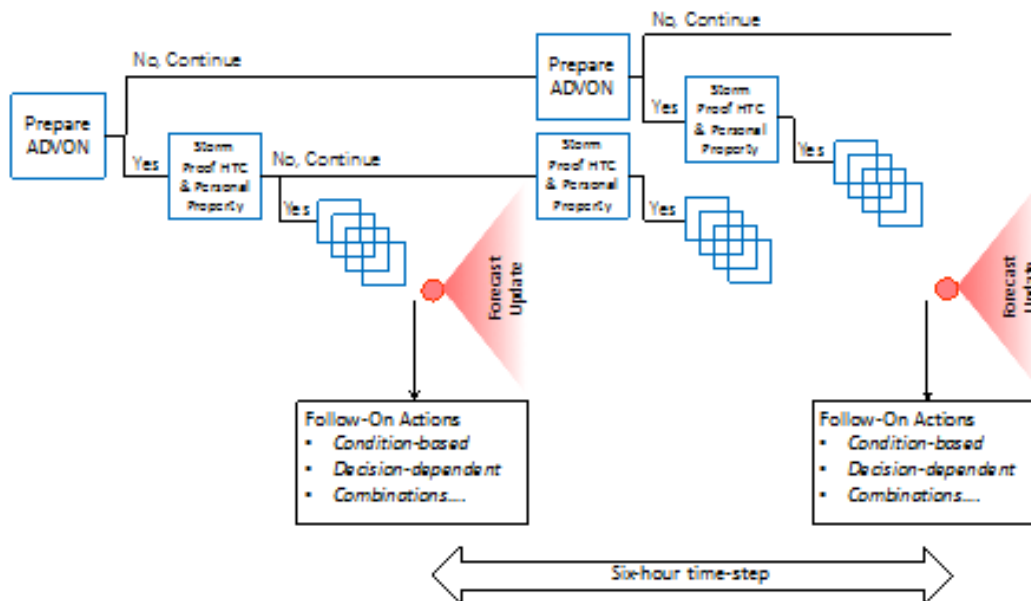 No, Continue
No, Continue
Prepare
ADVON
Prepare
ADVON
Yes
Storm
Proof HTC
& Personal
Property
Yes
Storm
Proof HTC
& Personal
Property
No, Continue
Yes
Storm
Proof HTC
& Personal
Property
Yes
Yes
Forecast
Update
Forecast
Update
Follow-On Actions
▪ Condition-based
▪ Decision-dependent
▪ Combinations....
Follow-On Actions
▪ Condition-based
▪ Decision-dependent
▪ Combinations....
Six-hour time-step